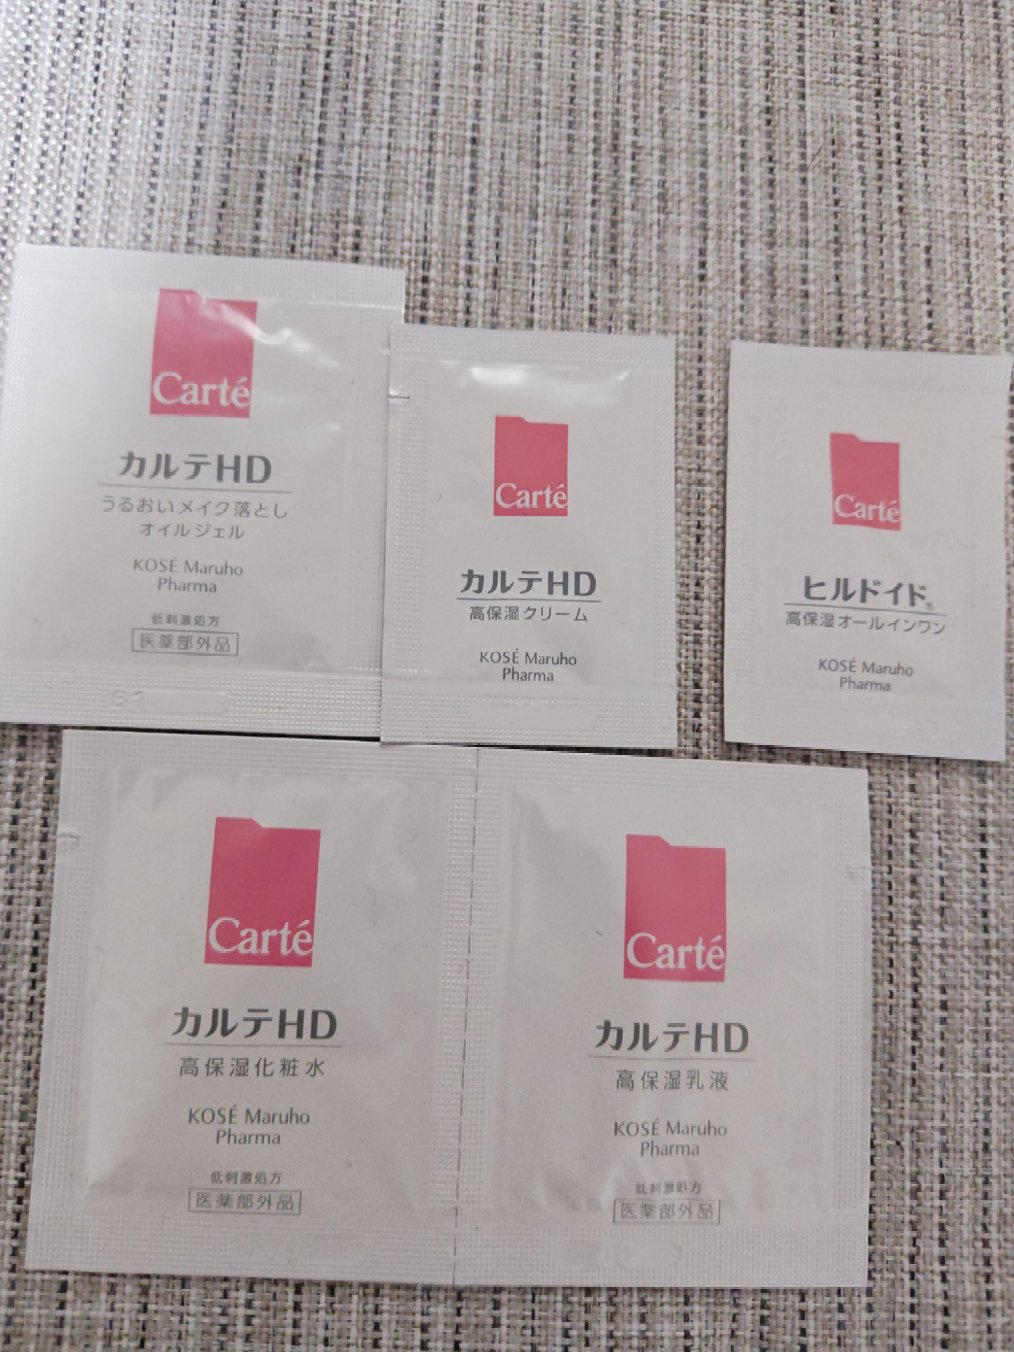 Carté
カルテHD
うるおいメイク落とし
オイルジェル
KOSÉ Maruho
Pharma
低刺激処方
医薬部外品
Carté
カルテHD
高保湿クリーム
KOSÉ Maruho
Pharma
Carté
ヒルドイド®
高保湿オールインワン
KOSÉ Maruho
Pharma
Carté
カルテHD
高保湿化粧水
KOSÉ Maruho
Pharma
低刺激処方
医薬部外品
Carté
カルテHD
高保湿乳液
KOSÉ Maruho
Pharma
低刺激処方
医薬部外品